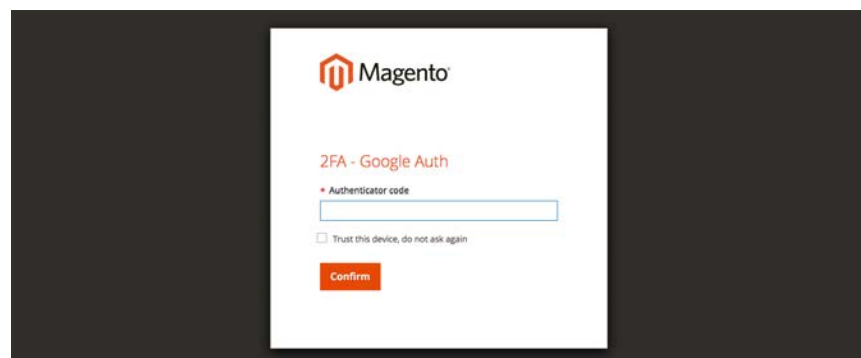 Magento
2FA - Google Auth
* Authenticator code
Trust this device, do not ask again
Confirm